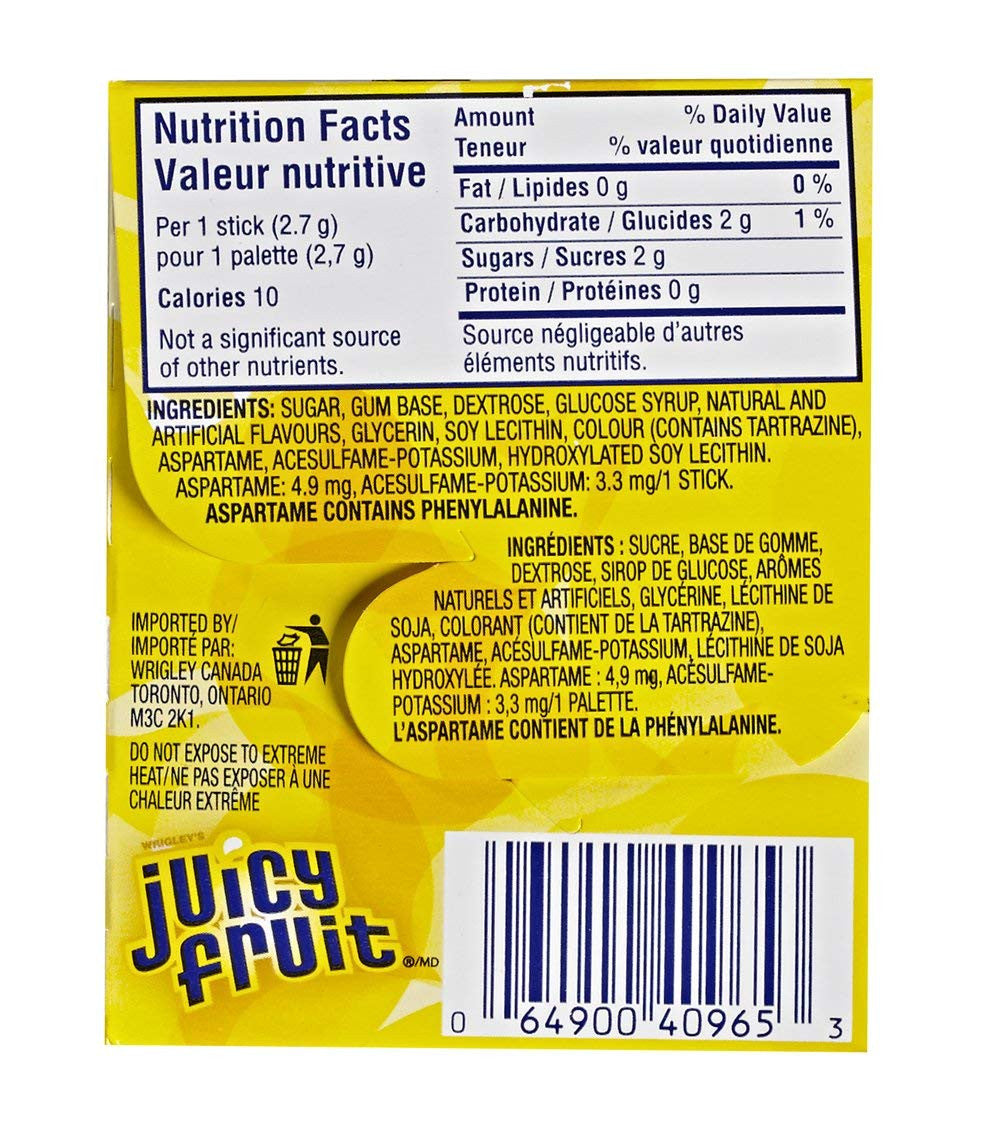 Nutrition Facts
Valeur nutritive
Per 1 stick (2.7 g)
pour 1 palette (2,7 g)
Calories 10
Not a significant source
of other nutrients.
Amount % Daily Value
Teneur % valeur quotidienne
Fat / Lipides 0 g 0 %
Carbohydrate / Glucides 2 g 1 %
Sugars / Sucres 2 g
Protein / Protéines 0 g
Source négligeable d'autres
éléments nutritifs.
INGREDIENTS: SUGAR, GUM BASE, DEXTROSE, GLUCOSE SYRUP, NATURAL AND
ARTIFICIAL FLAVOURS, GLYCERIN, SOY LECITHIN, COLOUR (CONTAINS TARTRAZINE),
ASPARTAME, ACESULFAME-POTASSIUM, HYDROXYLATED SOY LECITHIN.
ASPARTAME: 4.9 mg, ACESULFAME-POTASSIUM: 3.3 mg/1 STICK.
ASPARTAME CONTAINS PHENYLALANINE.
INGRÉDIENTS : SUCRE, BASE DE GOMME,
DEXTROSE, SIROP DE GLUCOSE, ARÔMES
NATURELS ET ARTIFICIELS, GLYCÉRINE, LÉCITHINE DE
SOJA, COLORANT (CONTIENT DE LA TARTRAZINE),
ASPARTAME, ACÉSULFAME-POTASSIUM, LÉCITHINE DE SOJA
HYDROXYLÉE. ASPARTAME : 4,9 mg, ACÉSULFAME-
POTASSIUM : 3,3 mg/1 PALETTE.
L'ASPARTAME CONTIENT DE LA PHÉNYLALANINE.
IMPORTED BY/
IMPORTÉ PAR:
WRIGLEY CANADA
TORONTO, ONTARIO
M3C 2K1.
DO NOT EXPOSE TO EXTREME
HEAT/NE PAS EXPOSER À UNE
CHALEUR EXTRÊME
WRIGLEY'S
juicy
fruit ®/MD
0 64900 40965 3